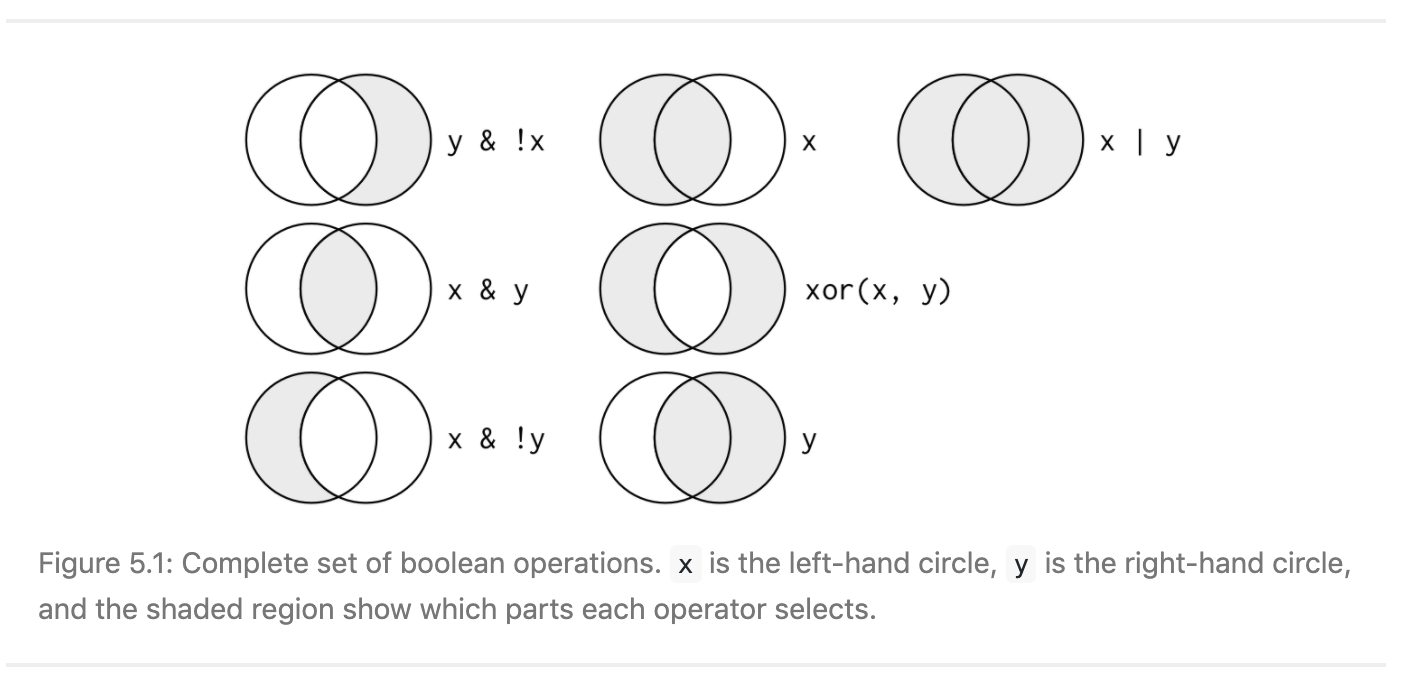 y & !x x x | y
x & y xor(x, y)
x & !y y
Figure 5.1: Complete set of boolean operations. x is the left-hand circle, y is the right-hand circle,
and the shaded region show which parts each operator selects.